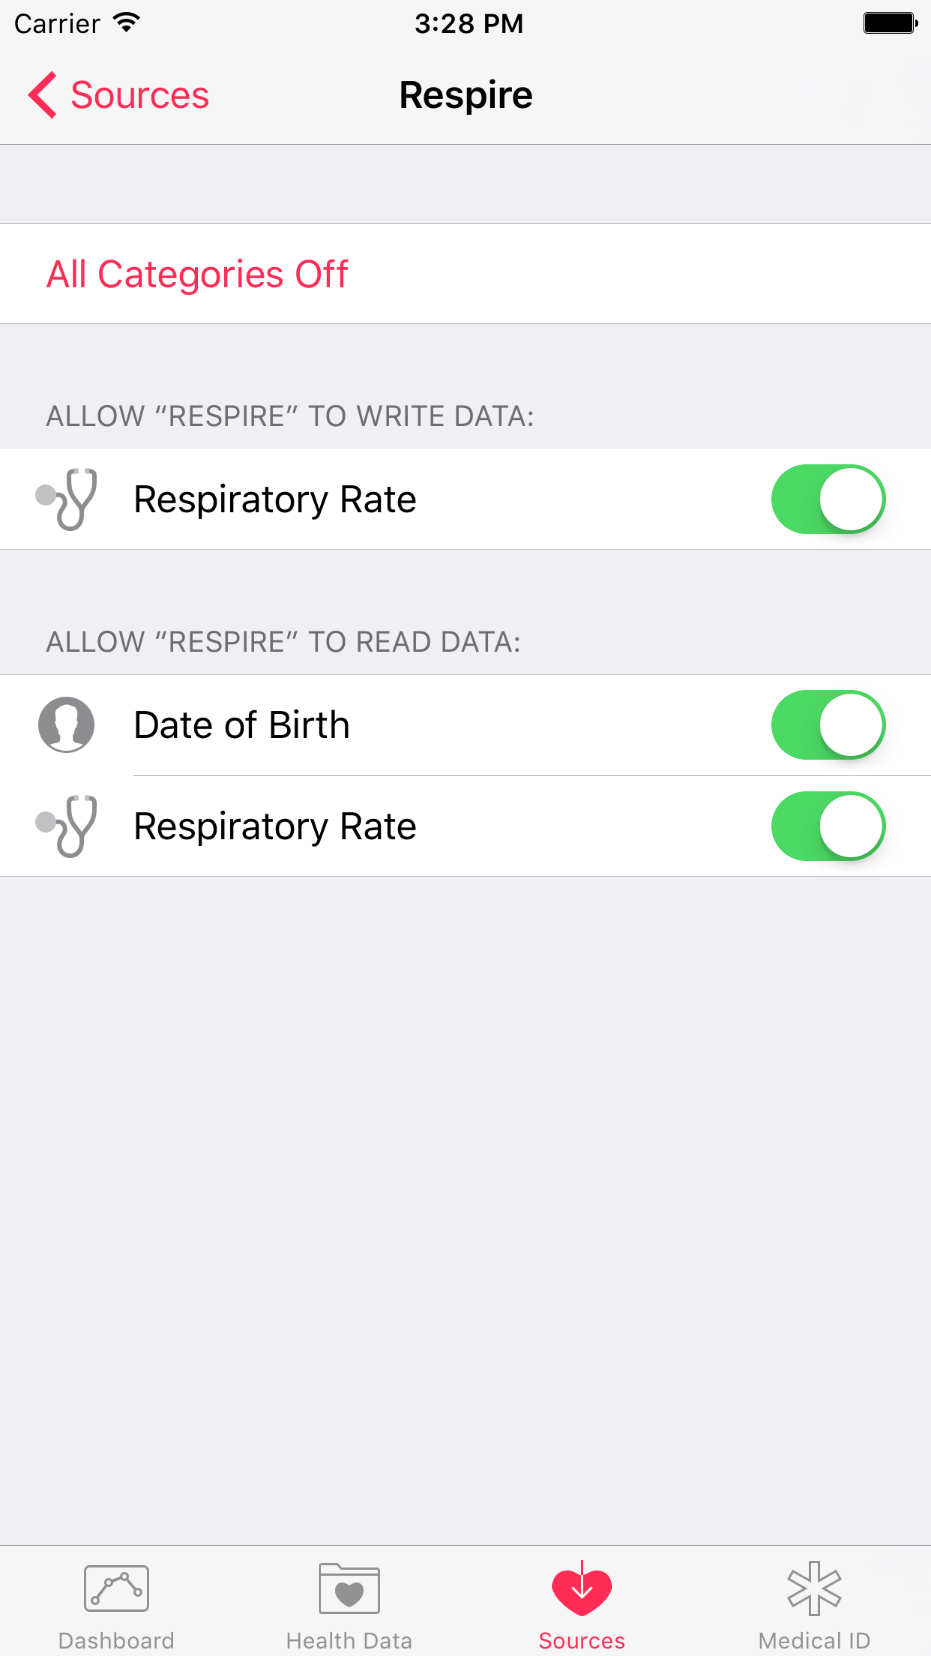 Carrier 3:28 PM
Sources Respire
All Categories Off
ALLOW “RESPIRE” TO WRITE DATA:
Respiratory Rate
ALLOW “RESPIRE” TO READ DATA:
Date of Birth
Respiratory Rate
Dashboard Health Data Sources Medical ID